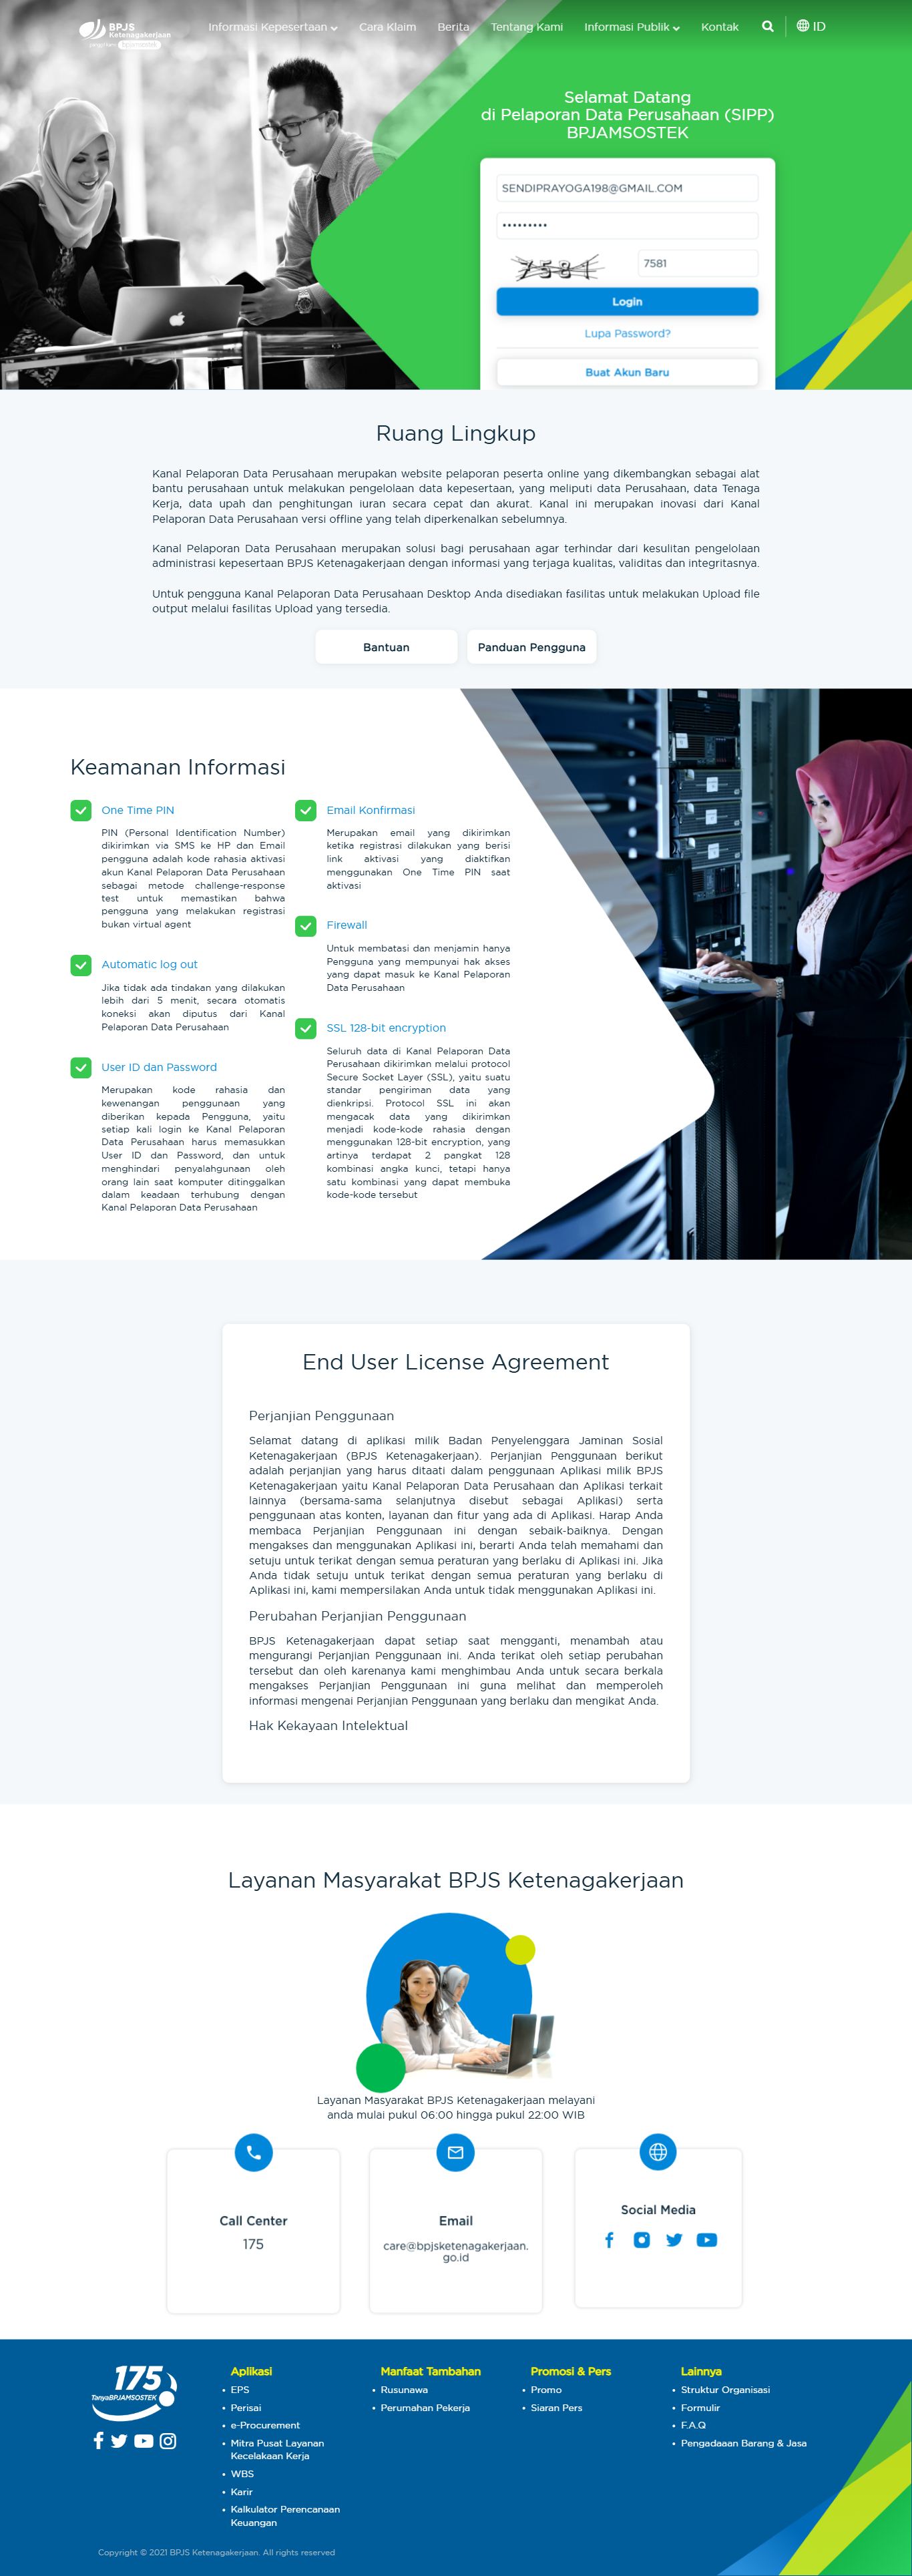 BPJS
Ketenagakerjaan
Informasi Kepesertaan
Cara Klaim
Berita
Tentang Kami
Informasi Publik
Kontak
ID
Selamat Datang
di Pelaporan Data Perusahaan (SIPP)
BPJAMSOSTEK
SENDIPRAYOGA198@GMAIL.COM
•••••••••
7581
7581
Login
Lupa Password?
Buat Akun Baru
Ruang Lingkup
Kanal Pelaporan Data Perusahaan merupakan website pelaporan peserta online yang dikembangkan sebagai alat
bantu perusahaan untuk melakukan pengelolaan data kepesertaan, yang meliputi data Perusahaan, data Tenaga
Kerja, data upah dan penghitungan iuran secara cepat dan akurat. Kanal ini merupakan inovasi dari Kanal
Pelaporan Data Perusahaan versi offline yang telah diperkenalkan sebelumnya.
Kanal Pelaporan Data Perusahaan merupakan solusi bagi perusahaan agar terhindar dari kesulitan pengelolaan
administrasi kepesertaan BPJS Ketenagakerjaan dengan informasi yang terjaga kualitas, validitas dan integritasnya.
Untuk pengguna Kanal Pelaporan Data Perusahaan Desktop Anda disediakan fasilitas untuk melakukan Upload file
output melalui fasilitas Upload yang tersedia.
Bantuan
Panduan Pengguna
Keamanan Informasi
One Time PIN
PIN (Personal Identification Number)
dikirimkan via SMS ke HP dan Email
pengguna adalah kode rahasia aktivasi
akun Kanal Pelaporan Data Perusahaan
sebagai metode challenge-response
test untuk memastikan bahwa
pengguna yang melakukan registrasi
bukan virtual agent
Automatic log out
Jika tidak ada tindakan yang dilakukan
lebih dari 5 menit, secara otomatis
koneksi akan diputus dari Kanal
Pelaporan Data Perusahaan
User ID dan Password
Merupakan kode rahasia dan
kewenangan penggunaan yang
diberikan kepada Pengguna, yaitu
setiap kali login ke Kanal Pelaporan
Data Perusahaan harus memasukkan
User ID dan Password, dan untuk
menghindari penyalahgunaan oleh
orang lain saat komputer ditinggalkan
dalam keadaan terhubung dengan
Kanal Pelaporan Data Perusahaan
Email Konfirmasi
Merupakan email yang dikirimkan
ketika registrasi dilakukan yang berisi
link aktivasi yang diaktifkan
menggunakan One Time PIN saat
aktivasi
Firewall
Untuk membatasi dan menjamin hanya
Pengguna yang mempunyai hak akses
yang dapat masuk ke Kanal Pelaporan
Data Perusahaan
SSL 128-bit encryption
Seluruh data di Kanal Pelaporan Data
Perusahaan dikirimkan melalui protocol
Secure Socket Layer (SSL), yaitu suatu
standar pengiriman data yang
dienkripsi. Protocol SSL ini akan
mengacak data yang dikirimkan
menjadi kode-kode rahasia dengan
menggunakan 128-bit encryption, yang
artinya terdapat 2 pangkat 128
kombinasi angka kunci, tetapi hanya
satu kombinasi yang dapat membuka
kode-kode tersebut
End User License Agreement
Perjanjian Penggunaan
Selamat datang di aplikasi milik Badan Penyelenggara Jaminan Sosial
Ketenagakerjaan (BPJS Ketenagakerjaan). Perjanjian Penggunaan berikut
adalah perjanjian yang harus ditaati dalam penggunaan Aplikasi milik BPJS
Ketenagakerjaan yaitu Kanal Pelaporan Data Perusahaan dan Aplikasi terkait
lainnya (bersama-sama selanjutnya disebut sebagai Aplikasi) serta
penggunaan atas konten, layanan dan fitur yang ada di Aplikasi. Harap Anda
membaca Perjanjian Penggunaan ini dengan sebaik-baiknya. Dengan
mengakses dan menggunakan Aplikasi ini, berarti Anda telah memahami dan
setuju untuk terikat dengan semua peraturan yang berlaku di Aplikasi ini. Jika
Anda tidak setuju untuk terikat dengan semua peraturan yang berlaku di
Aplikasi ini, kami mempersilakan Anda untuk tidak menggunakan Aplikasi ini.
Perubahan Perjanjian Penggunaan
BPJS Ketenagakerjaan dapat setiap saat mengganti, menambah atau
mengurangi Perjanjian Penggunaan ini. Anda terikat oleh setiap perubahan
tersebut dan oleh karenanya kami menghimbau Anda untuk secara berkala
mengakses Perjanjian Penggunaan ini guna melihat dan memperoleh
informasi mengenai Perjanjian Penggunaan yang berlaku dan mengikat Anda.
Hak Kekayaan Intelektual
Layanan Masyarakat BPJS Ketenagakerjaan
Layanan Masyarakat BPJS Ketenagakerjaan melayani
anda mulai pukul 06:00 hingga pukul 22:00 WIB
Call Center
175
Email
care@bpjsketenagakerjaan.
go.id
Social Media
175
TanyaBPJAMSOSTEK
Aplikasi
• EPS
• Perisai
• e-Procurement
• Mitra Pusat Layanan
Kecelakaan Kerja
• WBS
• Karir
• Kalkulator Perencanaan
Keuangan
Manfaat Tambahan
• Rusunawa
• Perumahan Pekerja
Promosi & Pers
• Promo
• Siaran Pers
Lainnya
• Struktur Organisasi
• Formulir
• F.A.Q
• Pengadaaan Barang & Jasa
Copyright © 2021 BPJS Ketenagakerjaan. All rights reserved